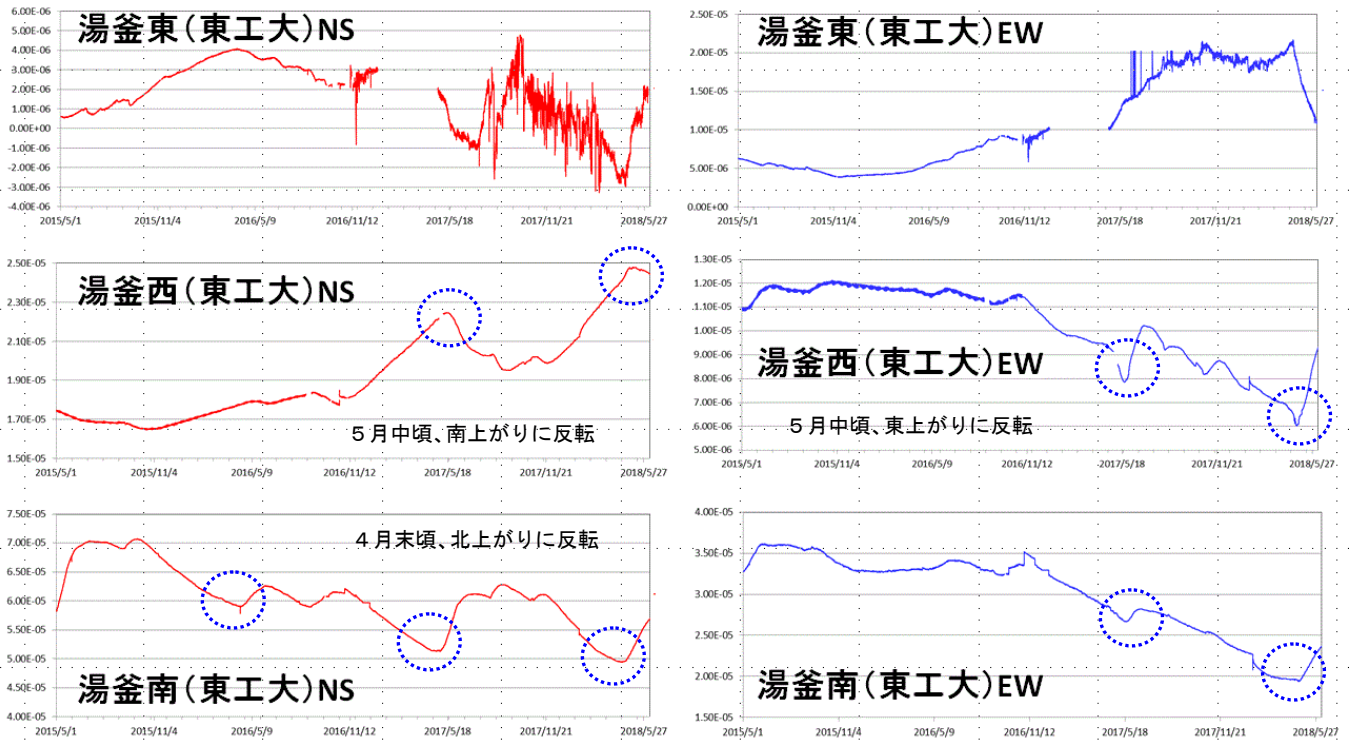 湯釜東(東工大)NS
6.00E-06
5.00E-06
4.00E-06
3.00E-06
2.00E-06
1.00E-06
0.00E+00
-1.00E-06
-2.00E-06
-3.00E-06
-4.00E-06
2015/5/1 2015/11/4 2016/5/9 2016/11/12 2017/5/18 2017/11/21 2018/5/27
湯釜東(東工大)EW
2.50E-05
2.00E-05
1.50E-05
1.00E-05
5.00E-06
0.00E+00
2015/5/1 2015/11/4 2016/5/9 2016/11/12 2017/5/18 2017/11/21 2018/5/27
湯釜西(東工大)NS
2.50E-05
2.30E-05
2.10E-05
1.90E-05
1.70E-05
1.50E-05
5月中頃、南上がりに反転
2015/5/1 2015/11/4 2016/5/9 2016/11/12 2017/5/18 2017/11/21 2018/5/27
1.30E-05
1.20E-05
1.10E-05
1.00E-05
9.00E-06
8.00E-06
7.00E-06
6.00E-06
5.00E-06
湯釜西(東工大)EW
5月中頃、東上がりに反転
2015/5/1 2015/11/4 2016/5/9 2016/11/12 2017/5/18 2017/11/21 2018/5/27
7.50E-05
7.00E-05
6.50E-05
6.00E-05
5.50E-05
5.00E-05
4.50E-05
4.00E-05
4月末頃、北上がりに反転
湯釜南(東工大)NS
2015/5/1 2015/11/4 2016/5/9 2016/11/12 2017/5/18 2017/11/21 2018/5/27
4.00E-05
3.50E-05
3.00E-05
2.50E-05
2.00E-05
1.50E-05
湯釜南(東工大)EW
2015/5/1 2015/11/4 2016/5/9 2016/11/12 2017/5/18 2017/11/21 2018/5/27